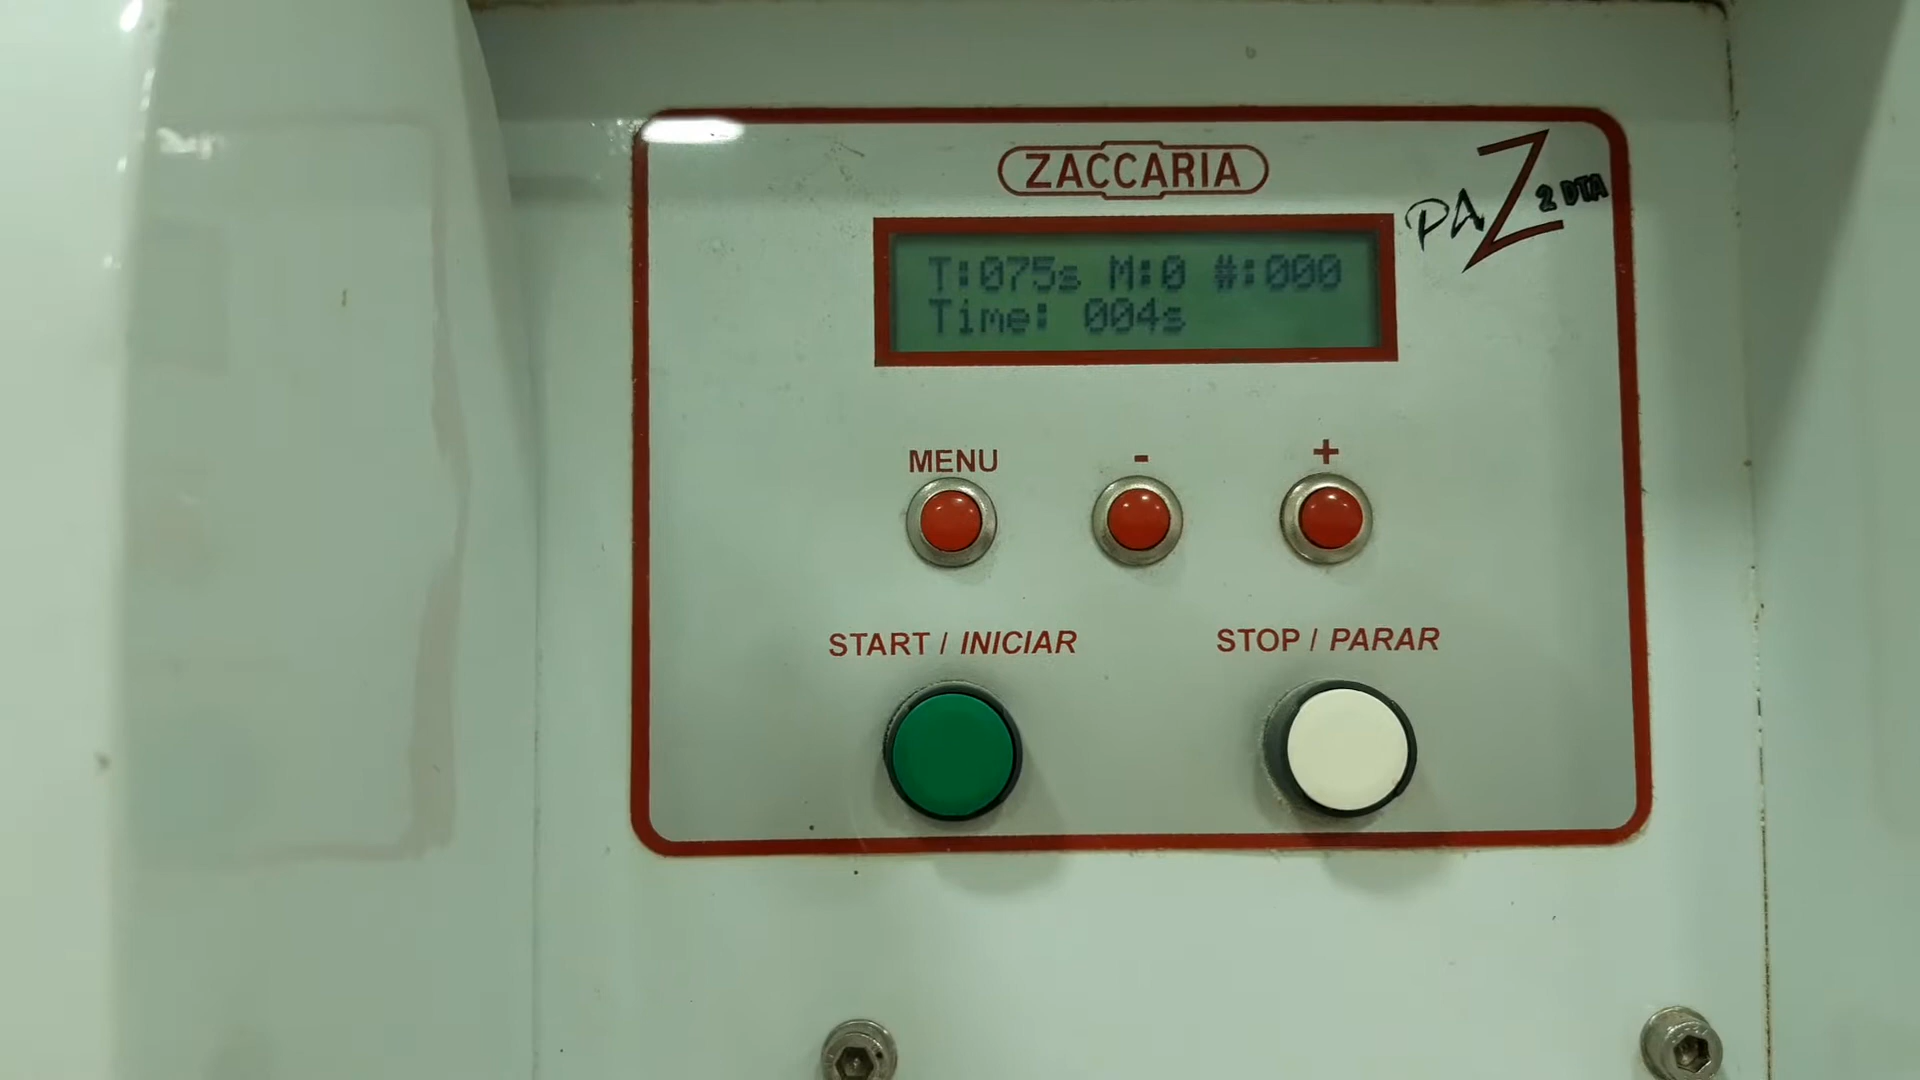 ZACCARIA
PAZ 2 DTA
T:075s M:0 #:000
Time: 004s
MENU - +
START / INICIAR STOP / PARAR